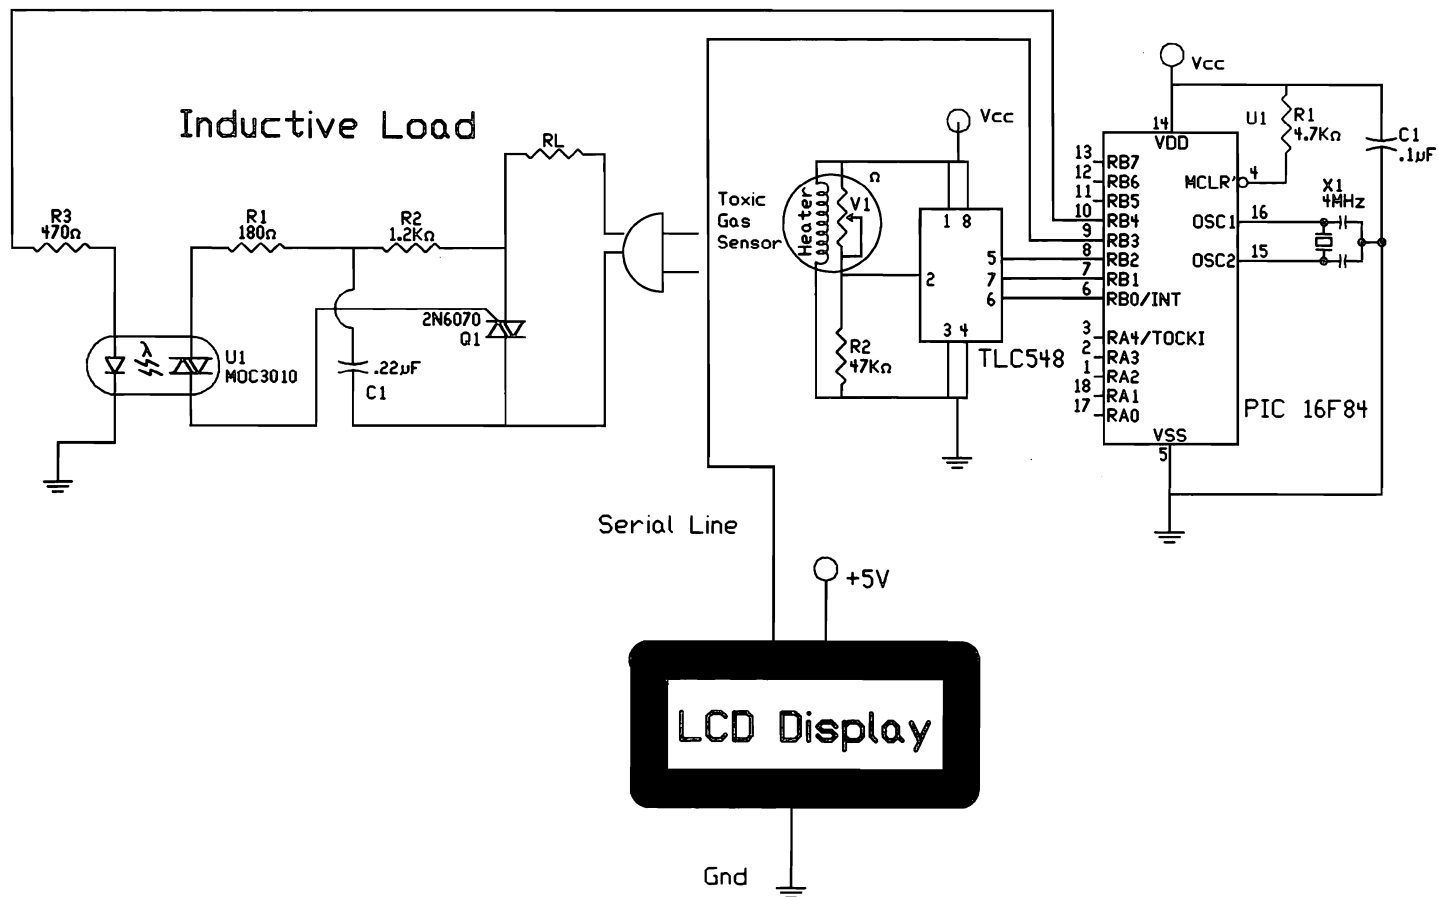 Inductive Load
RL
R3
470Ω
R1
180Ω
R2
1.2KΩ
2N6070
Q1
U1
MOC3010
.22µF
C1
Toxic
Gas
Sensor
Heater
Ω
V1
Vcc
1 8
2
5
7
6
3 4
R2
47KΩ
TLC548
Vcc
U1
R1
4.7KΩ
C1
.1µF
14
VDD
13
RB7
12
RB6
11
RB5
10
RB4
9
RB3
8
RB2
7
RB1
6
RB0/INT
3
RA4/TOCKI
2
RA3
1
RA2
18
RA1
17
RA0
MCLR'
4
X1
4MHz
OSC1
16
OSC2
15
VSS
5
PIC 16F84
Serial Line
+5V
LCD Display
Gnd
λ